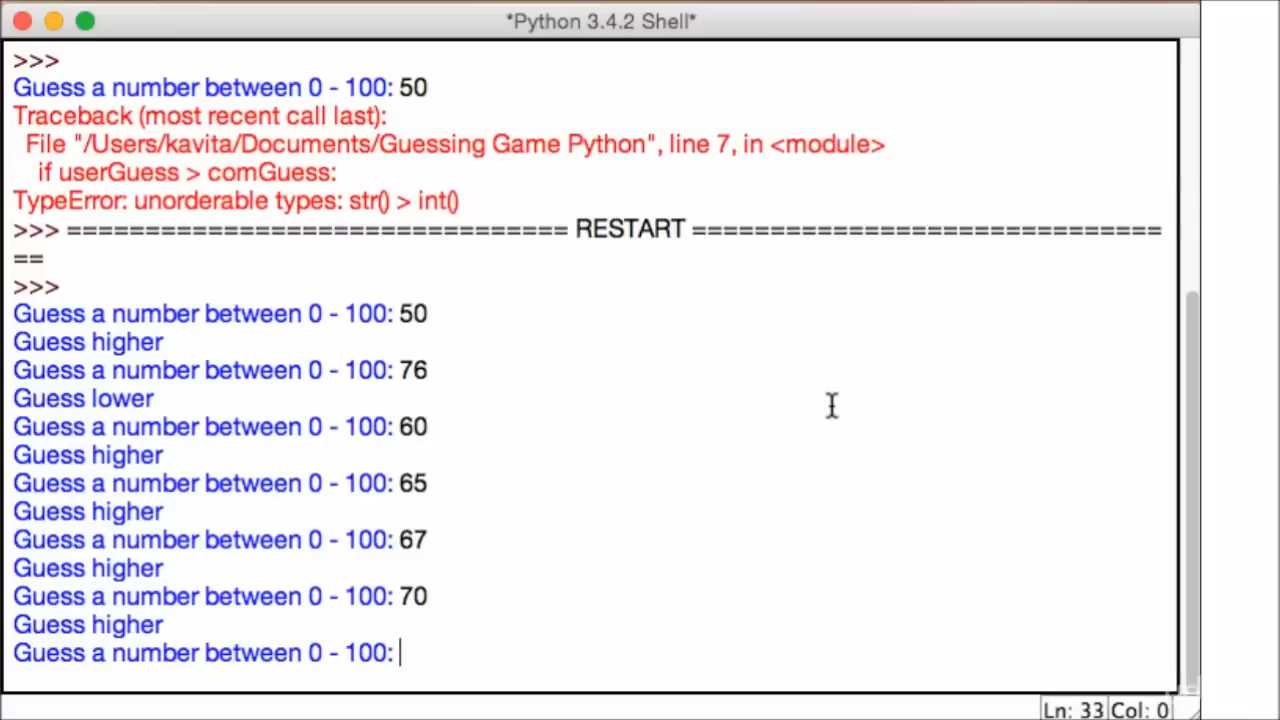 *Python 3.4.2 Shell*
>>>
Guess a number between 0 - 100: 50
Traceback (most recent call last):
  File "/Users/kavita/Documents/Guessing Game Python", line 7, in <module>
    if userGuess > comGuess:
TypeError: unorderable types: str() > int()
>>> ================================ RESTART ==============================
==
>>>
Guess a number between 0 - 100: 50
Guess higher
Guess a number between 0 - 100: 76
Guess lower
Guess a number between 0 - 100: 60
Guess higher
Guess a number between 0 - 100: 65
Guess higher
Guess a number between 0 - 100: 67
Guess higher
Guess a number between 0 - 100: 70
Guess higher
Guess a number between 0 - 100:
Ln: 33 Col: 0